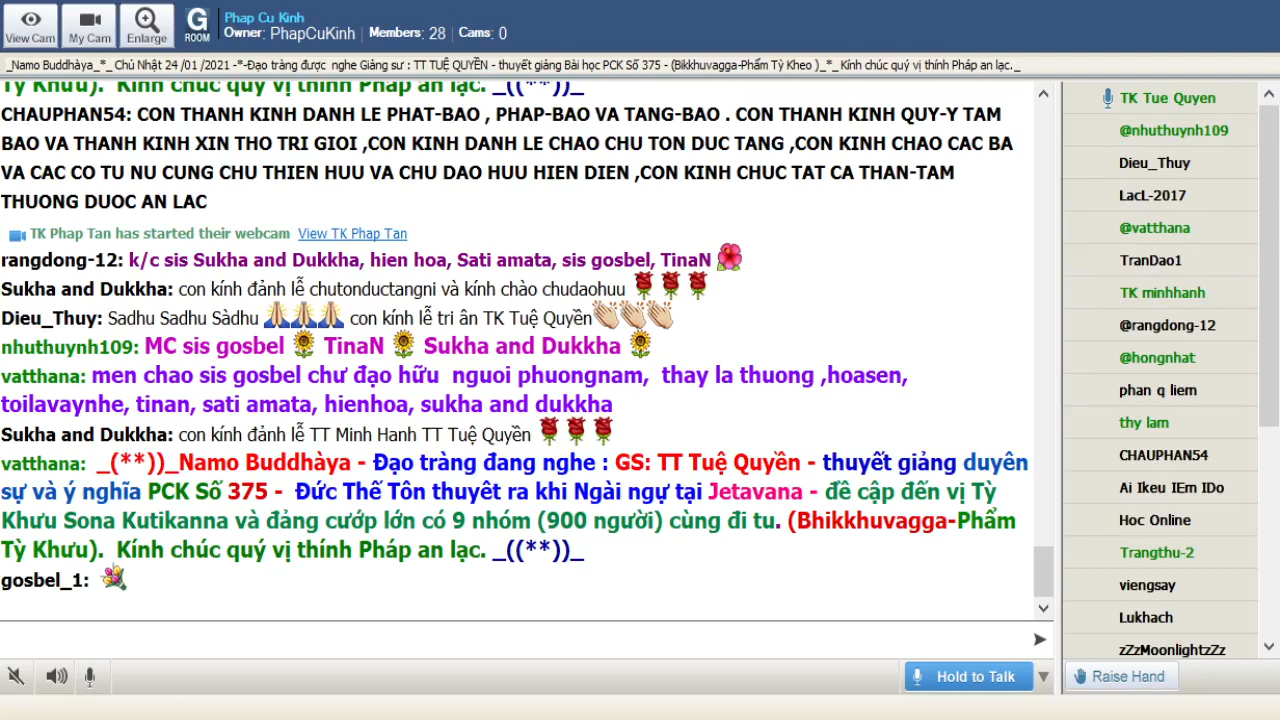 View Cam
My Cam
Enlarge
G
ROOM
Phap Cu Kinh
Owner: PhapCuKinh | Members: 28 | Cams: 0
_Namo Buddhàya_*_ Chủ Nhật 24 /01 /2021 -*-Đạo tràng được nghe Giảng sư : TT TUỆ QUYỀN - thuyết giảng Bài học PCK Số 375 - (Bikkhuvagga-Phẩm Tỳ Kheo )_*_ Kính chúc quý vị thính Pháp an lạc._
Tỳ Khưu). Kính chúc quý vị thính Pháp an lạc. _((**))_
CHAUPHAN54: CON THANH KINH DANH LE PHAT-BAO , PHAP-BAO VA TANG-BAO . CON THANH KINH QUY-Y TAM
BAO VA THANH KINH XIN THO TRI GIOI ,CON KINH DANH LE CHAO CHU TON DUC TANG ,CON KINH CHAO CAC BA
VA CAC CO TU NU CUNG CHU THIEN HUU VA CHU DAO HUU HIEN DIEN ,CON KINH CHUC TAT CA THAN-TAM
THUONG DUOC AN LAC
TK Phap Tan has started their webcam View TK Phap Tan
rangdong-12: k/c sis Sukha and Dukkha, hien hoa, Sati amata, sis gosbel, TinaN
Sukha and Dukkha: con kính đảnh lễ chutonductangni và kính chào chudaohuu
Dieu_Thuy: Sadhu Sadhu Sàdhu con kính lễ tri ân TK Tuệ Quyền
nhuthuynh109: MC sis gosbel TinaN Sukha and Dukkha
vatthana: men chao sis gosbel chư đạo hữu nguoi phuongnam, thay la thuong ,hoasen,
toilavaynhe, tinan, sati amata, hienhoa, sukha and dukkha
Sukha and Dukkha: con kính đảnh lễ TT Minh Hanh TT Tuệ Quyền
vatthana: _(**))_Namo Buddhàya - Đạo tràng đang nghe : GS: TT Tuệ Quyền - thuyết giảng duyên
sự và ý nghĩa PCK Số 375 - Đức Thế Tôn thuyêt ra khi Ngài ngự tại Jetavana - đề cập đến vị Tỳ
Khưu Sona Kutikanna và đảng cướp lớn có 9 nhóm (900 người) cùng đi tu. (Bhikkhuvagga-Phẩm
Tỳ Khưu). Kính chúc quý vị thính Pháp an lạc. _((**))_
gosbel_1:
Hold to Talk
TK Tue Quyen
@nhuthuynh109
Dieu_Thuy
LacL-2017
@vatthana
TranDao1
TK minhhanh
@rangdong-12
@hongnhat
phan q liem
thy lam
CHAUPHAN54
Ai Ikeu IEm IDo
Hoc Online
Trangthu-2
viengsay
Lukhach
zZzMoonlightzZz
Raise Hand